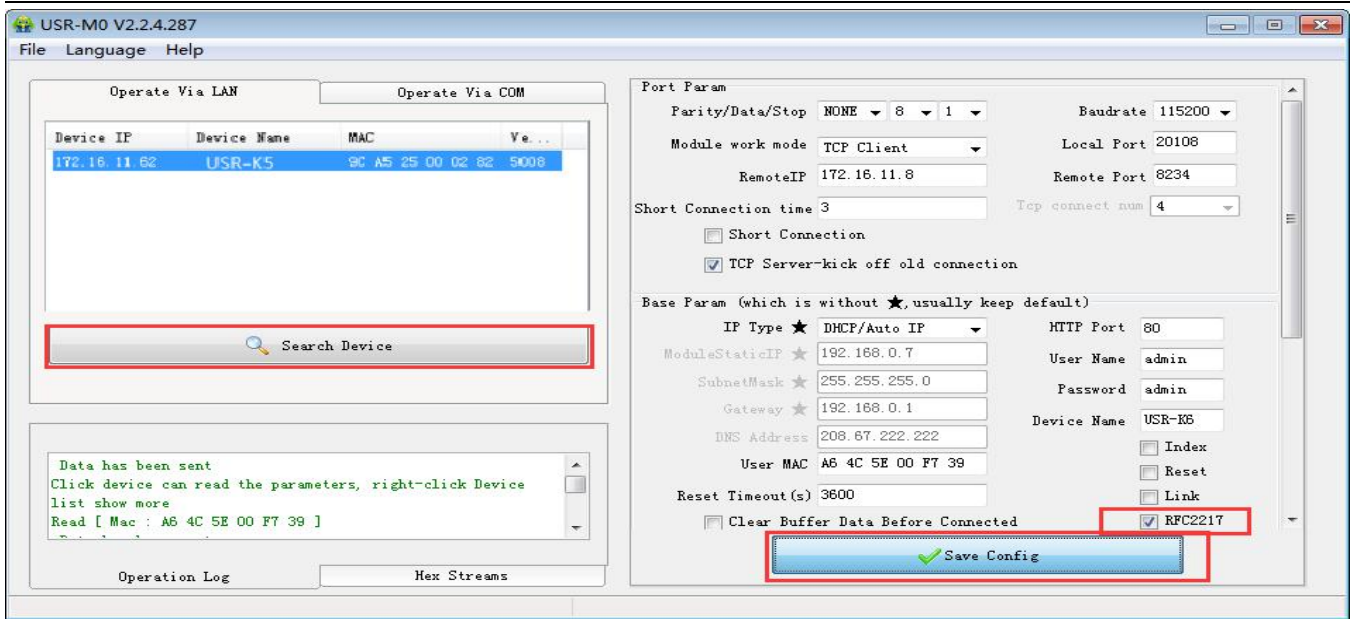 USR-M0 V2.2.4.287
File Language Help
Operate Via LAN Operate Via COM
Device IP Device Name MAC Ve...
172.16.11.62 USR-K5 9C A5 25 00 02 82 5008
Search Device
Data has been sent
Click device can read the parameters, right-click Device
list show more
Read [ Mac : A6 4C 5E 00 F7 39 ]
Operation Log Hex Streams
Port Param
Parity/Data/Stop NONE 8 1 Baudrate 115200
Module work mode TCP Client Local Port 20108
RemoteIP 172.16.11.8 Remote Port 8234
Short Connection time 3 Tcp connect num 4
Short Connection
TCP Server-kick off old connection
Base Param (which is without ★,usually keep default)
IP Type ★ DHCP/Auto IP HTTP Port 80
ModuleStaticIP ★ 192.168.0.7 User Name admin
SubnetMask ★ 255.255.255.0 Password admin
Gateway ★ 192.168.0.1 Device Name USR-K6
DNS Address 208.67.222.222 Index
User MAC A6 4C 5E 00 F7 39 Reset
Reset Timeout(s) 3600 Link
Clear Buffer Data Before Connected RFC2217
Save Config